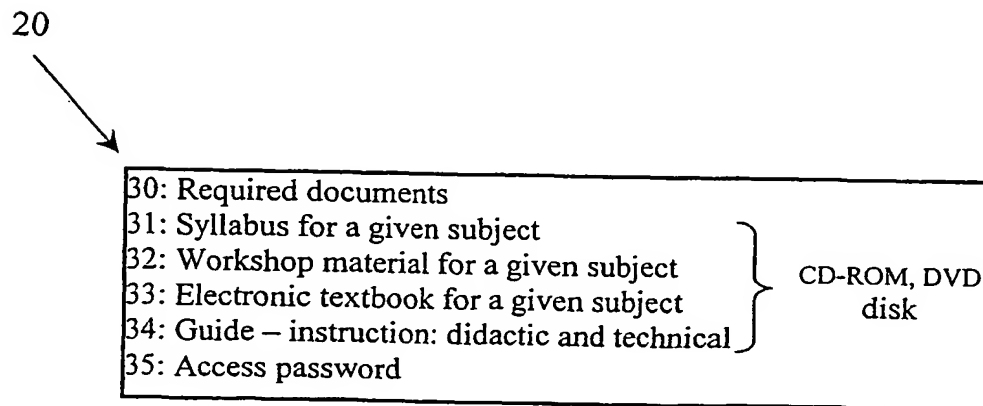 20
30: Required documents
31: Syllabus for a given subject
32: Workshop material for a given subject
33: Electronic textbook for a given subject
34: Guide – instruction: didactic and technical
35: Access password
CD-ROM, DVD
disk